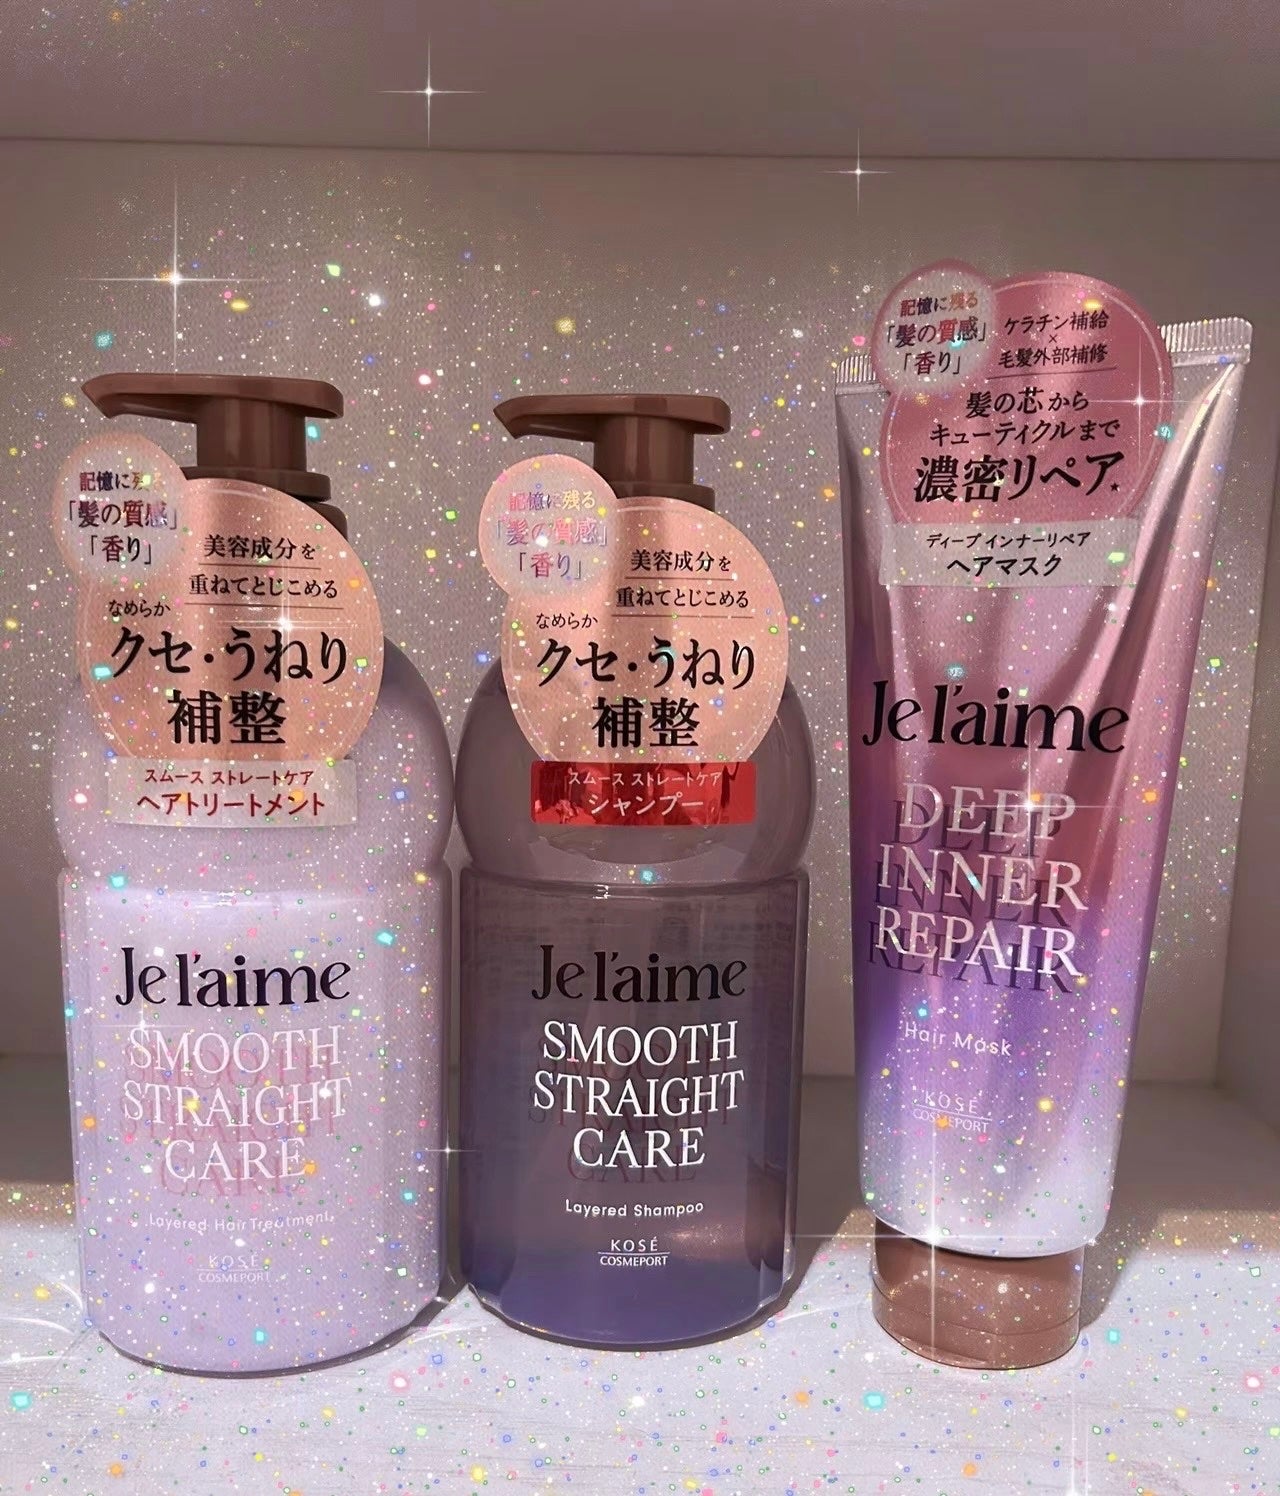 記憶に残る
「髪の質感」
「香り」
美容成分を
重ねてとじこめる
なめらか
クセ・うねり
補整
スムース ストレートケア
ヘアトリートメント
Je l'aime
SMOOTH
STRAIGHT
CARE
Layered Hair Treatment
KOSÉ
COSMEPORT
記憶に残る
「髪の質感」
「香り」
美容成分を
重ねてとじこめる
なめらか
クセ・うねり
補整
スムース ストレートケア
シャンプー
Je l'aime
SMOOTH
STRAIGHT
CARE
Layered Shampoo
KOSÉ
COSMEPORT
記憶に残る
「髪の質感」
「香り」
ケラチン補給
×
毛髪外部補修
髪の芯から
キューティクルまで
濃密リペア★
ディープ インナーリペア
ヘアマスク
Je l'aime
DEEP
INNER
REPAIR
Hair Mask
KOSÉ
COSMEPORT